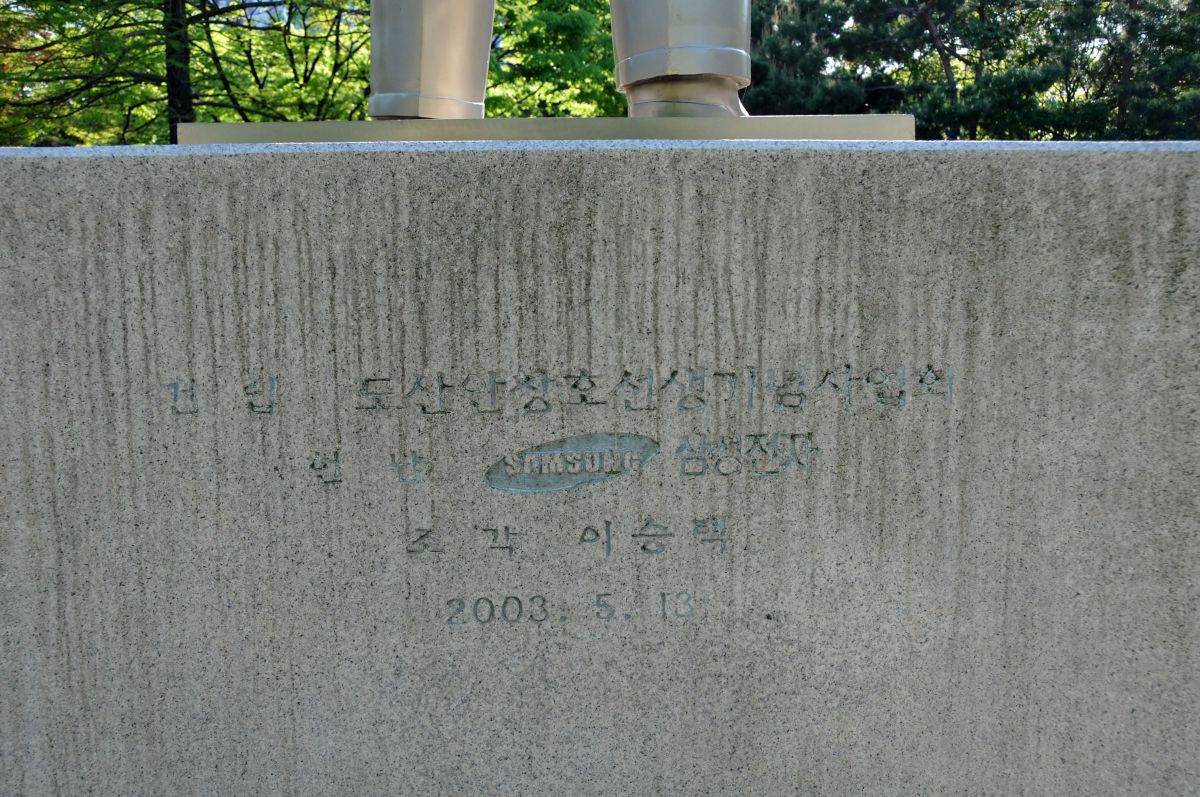 건 립 도산안창호선생기념사업회
헌 납 SAMSUNG 삼성전자
조 각 이승택
2003. 5. 13.